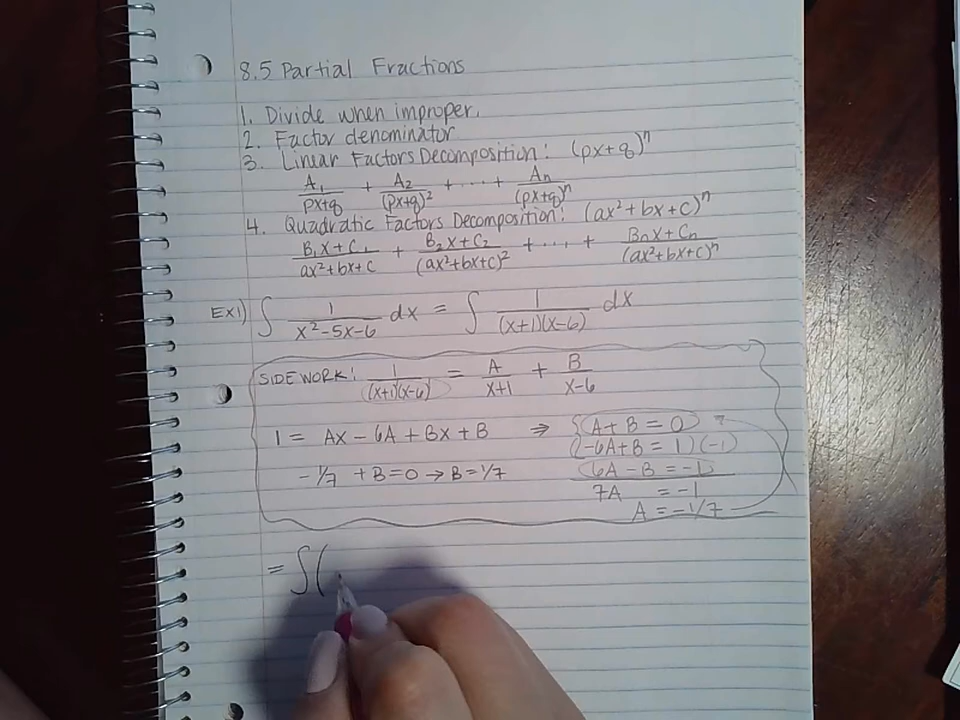 8.5 Partial Fractions
1. Divide when improper.
2. Factor denominator
3. Linear Factors Decomposition: (px+q)^n
A₁/(px+q) + A₂/(px+q)² + ... + Aₙ/(px+q)^n
4. Quadratic Factors Decomposition: (ax²+bx+c)^n
(B₁x+C₁)/(ax²+bx+c) + (B₂x+C₂)/(ax²+bx+c)² + ... + (Bₙx+Cₙ)/(ax²+bx+c)^n
EX1) ∫ 1/(x²-5x-6) dx = ∫ 1/((x+1)(x-6)) dx
SIDEWORK: 1/((x+1)(x-6)) = A/(x+1) + B/(x-6)
1 = Ax - 6A + Bx + B ⇒ { A+B = 0
(-6A+B = 1)(-1)
6A - B = -1
-1/7 + B = 0 → B = 1/7
7A = -1
A = -1/7
= ∫(